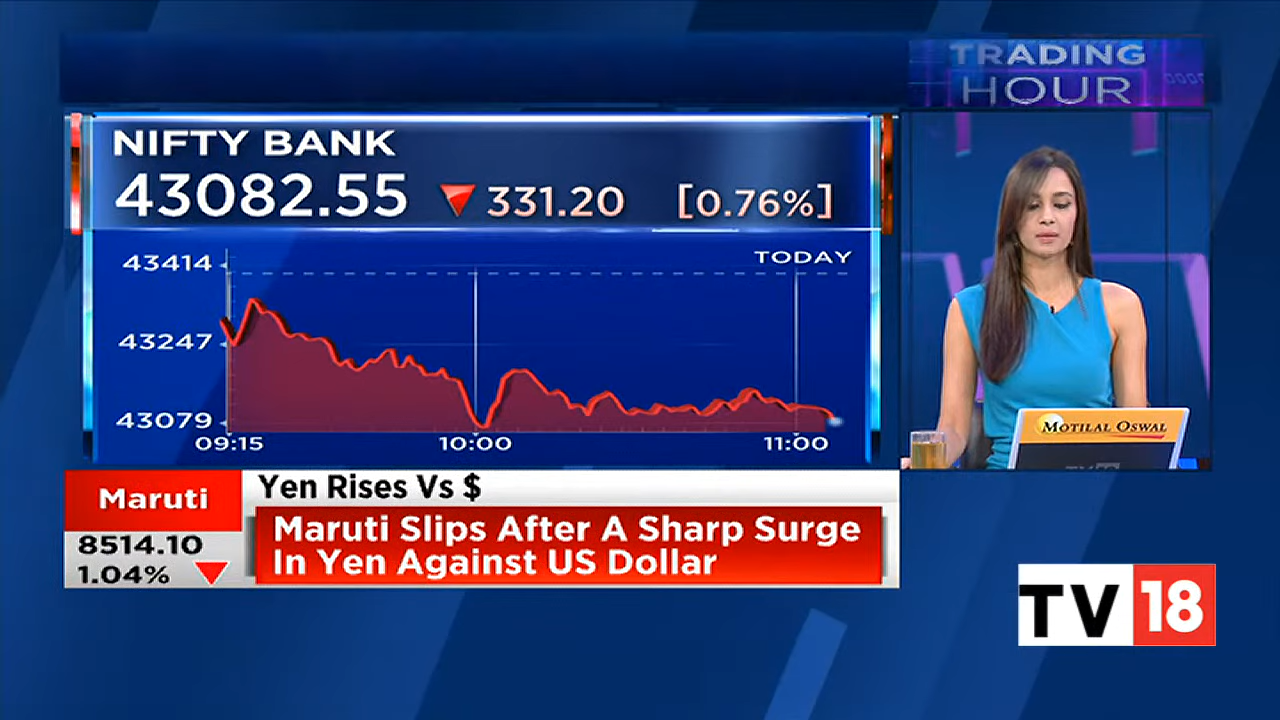 TRADING
HOUR
NIFTY BANK
43082.55 331.20 [0.76%]
TODAY
43414
43247
43079
09:15 10:00 11:00
MOTILAL OSWAL
TV18
Maruti
8514.10
1.04%
Yen Rises Vs $
Maruti Slips After A Sharp Surge
In Yen Against US Dollar
TV18